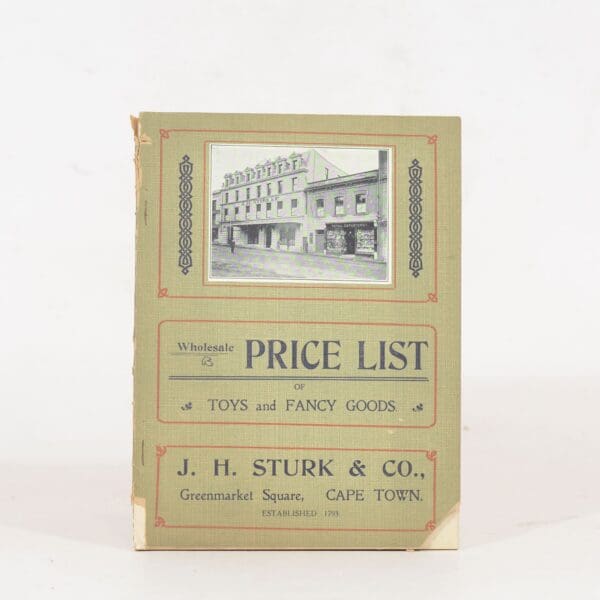 Wholesale PRICE LIST
OF
TOYS and FANCY GOODS.
J. H. STURK & CO.,
Greenmarket Square, CAPE TOWN.
ESTABLISHED 1793.